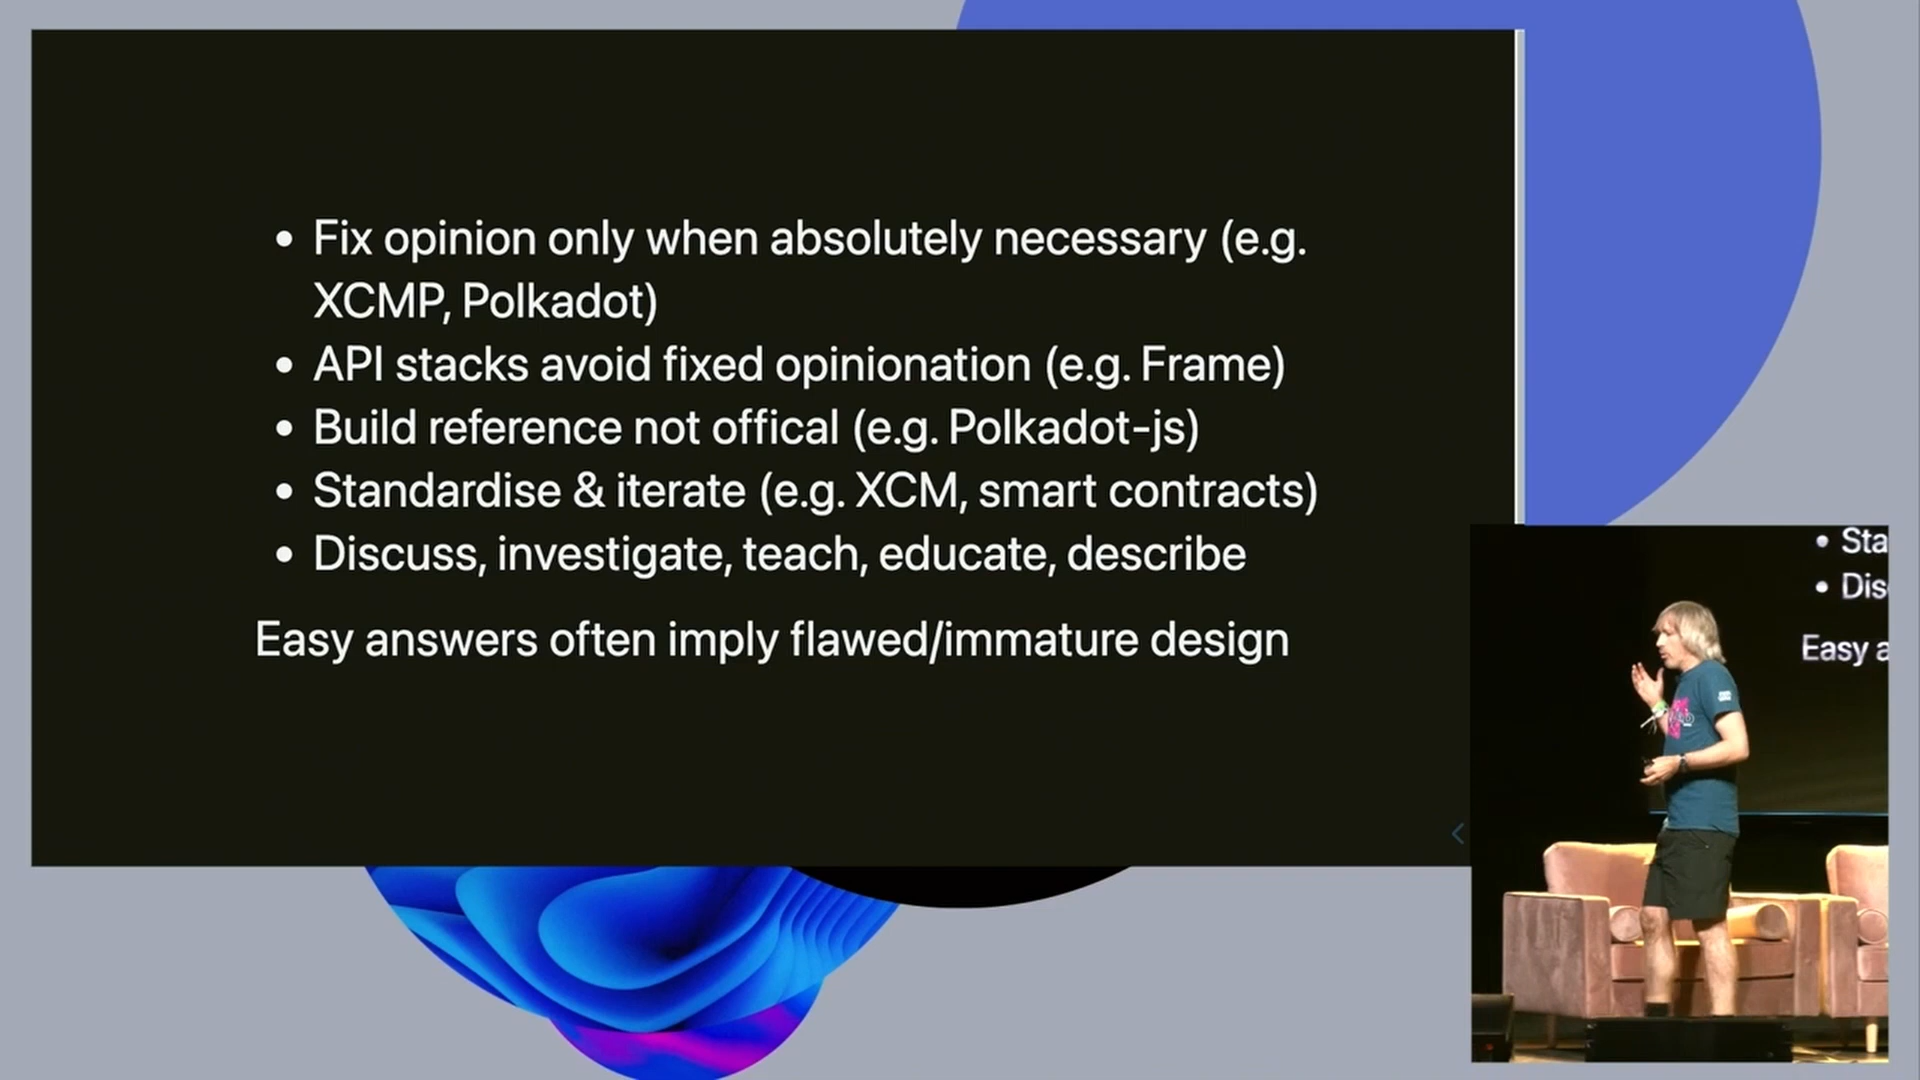 • Fix opinion only when absolutely necessary (e.g.
XCMP, Polkadot)
• API stacks avoid fixed opinionation (e.g. Frame)
• Build reference not offical (e.g. Polkadot-js)
• Standardise & iterate (e.g. XCM, smart contracts)
• Discuss, investigate, teach, educate, describe
Easy answers often imply flawed/immature design
• Sta
• Dis
Easy a